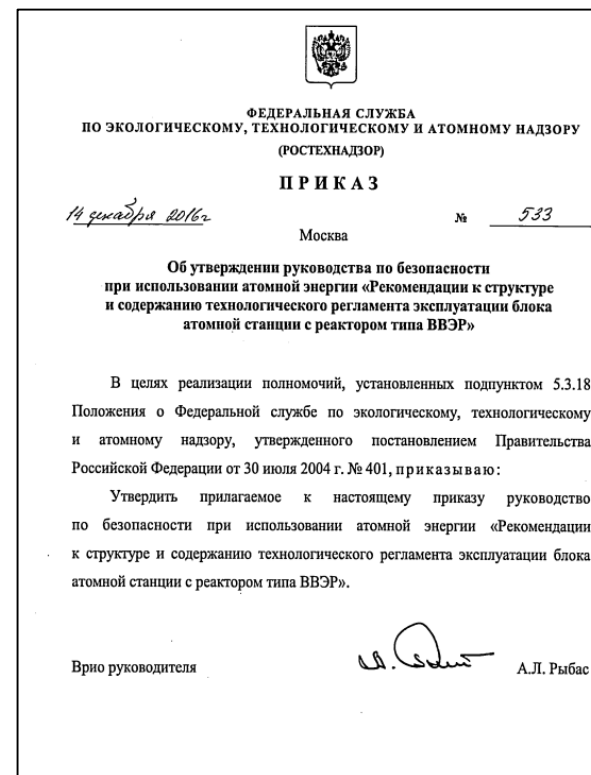 ФЕДЕРАЛЬНАЯ СЛУЖБА
ПО ЭКОЛОГИЧЕСКОМУ, ТЕХНОЛОГИЧЕСКОМУ И АТОМНОМУ НАДЗОРУ
(РОСТЕХНАДЗОР)
ПРИКАЗ
14 декабря 2016г № 533
Москва
Об утверждении руководства по безопасности
при использовании атомной энергии «Рекомендации к структуре
и содержанию технологического регламента эксплуатации блока
атомной станции с реактором типа ВВЭР»
В целях реализации полномочий, установленных подпунктом 5.3.18
Положения о Федеральной службе по экологическому, технологическому
и атомному надзору, утвержденного постановлением Правительства
Российской Федерации от 30 июля 2004 г. № 401, приказываю:
Утвердить прилагаемое к настоящему приказу руководство
по безопасности при использовании атомной энергии «Рекомендации
к структуре и содержанию технологического регламента эксплуатации блока
атомной станции с реактором типа ВВЭР».
Врио руководителя А.Л. Рыбас